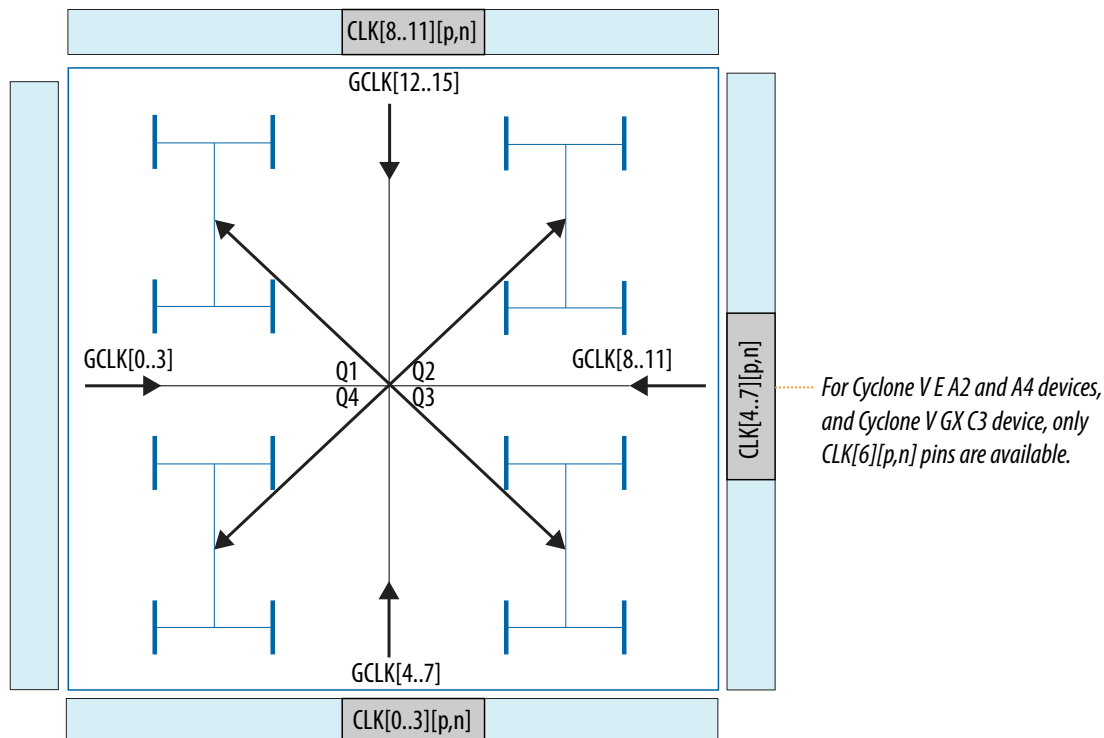 CLK[8..11][p,n]
GCLK[12..15]
GCLK[0..3]
GCLK[8..11]
Q1 Q2
Q4 Q3
CLK[4..7][p,n]
For Cyclone V E A2 and A4 devices,
and Cyclone V GX C3 device, only
CLK[6][p,n] pins are available.
GCLK[4..7]
CLK[0..3][p,n]